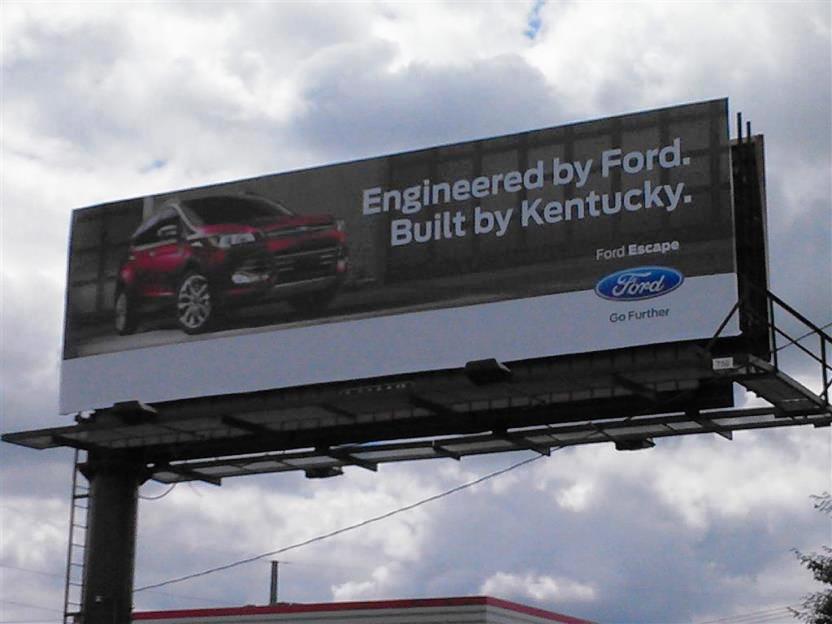 Engineered by Ford.
Built by Kentucky.
Ford Escape
Ford
Go Further